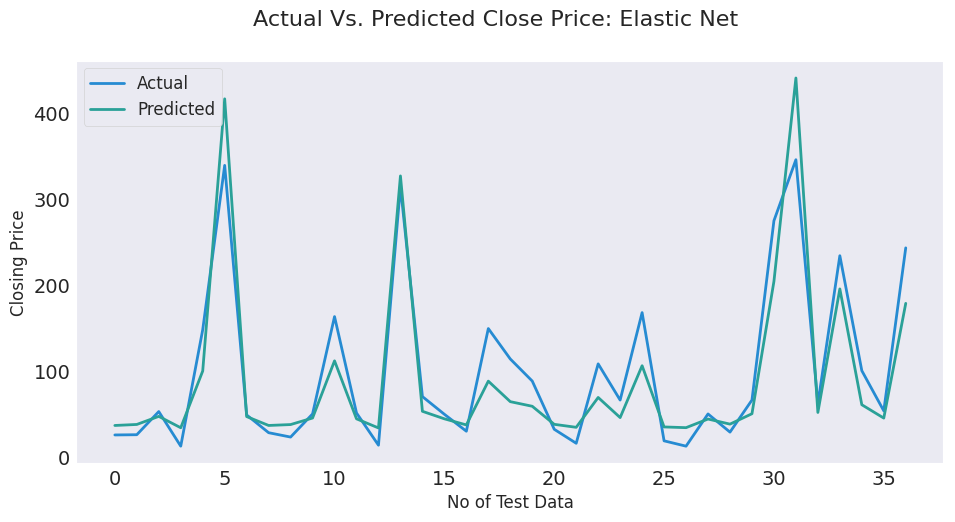 Actual Vs. Predicted Close Price: Elastic Net
Actual
Predicted
400
300
200
100
0
Closing Price
0 5 10 15 20 25 30 35
No of Test Data